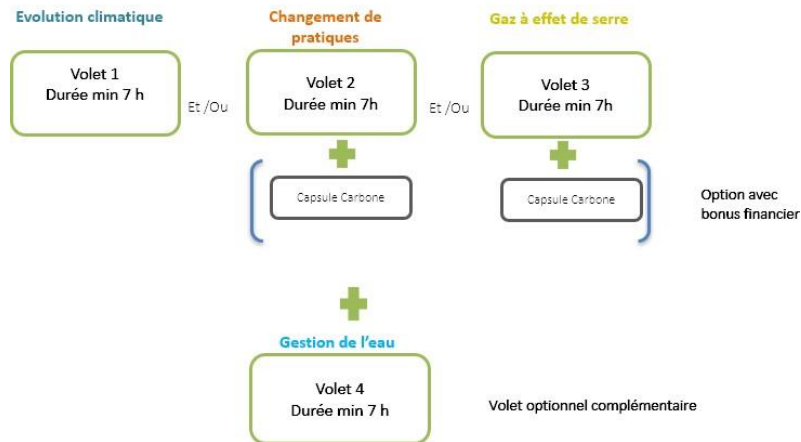 Evolution climatique
Changement de
pratiques
Gaz à effet de serre
Volet 1
Durée min 7 h
Et /Ou
Volet 2
Durée min 7h
Et /Ou
Volet 3
Durée min 7h
Capsule Carbone
Capsule Carbone
Option avec
bonus financier
Gestion de l'eau
Volet 4
Durée min 7 h
Volet optionnel complémentaire